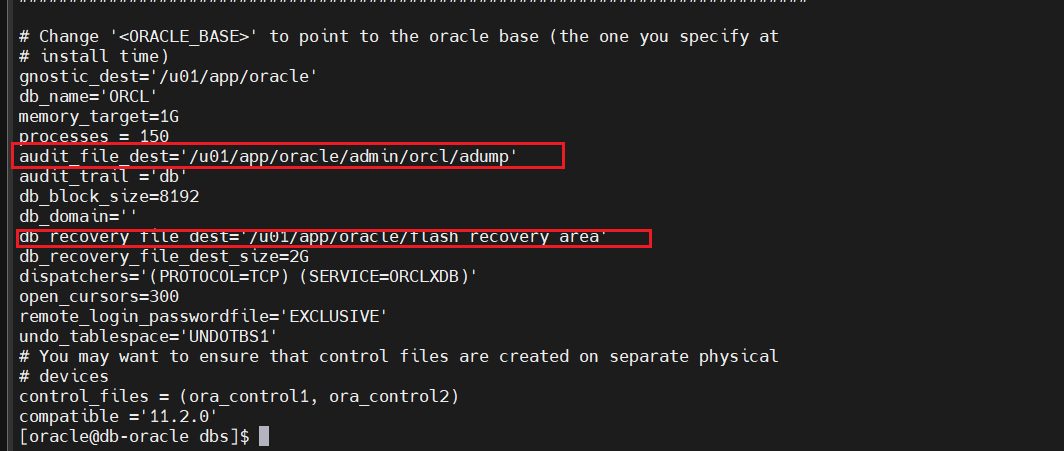 # Change '<ORACLE_BASE>' to point to the oracle base (the one you specify at
# install time)
gnostic_dest='/u01/app/oracle'
db_name='ORCL'
memory_target=1G
processes = 150
audit_file_dest='/u01/app/oracle/admin/orcl/adump'
audit_trail ='db'
db_block_size=8192
db_domain=''
db_recovery_file_dest='/u01/app/oracle/flash_recovery_area'
db_recovery_file_dest_size=2G
dispatchers='(PROTOCOL=TCP) (SERVICE=ORCLXDB)'
open_cursors=300
remote_login_passwordfile='EXCLUSIVE'
undo_tablespace='UNDOTBS1'
# You may want to ensure that control files are created on separate physical
# devices
control_files = (ora_control1, ora_control2)
compatible ='11.2.0'
[oracle@db-oracle dbs]$